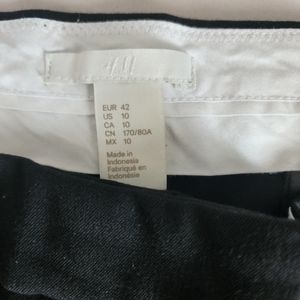 H&M
EUR 42
US 10
CA 10
CN 170/80A
MX 10
Made in
Indonesia
Fabriqué en
Indonésie